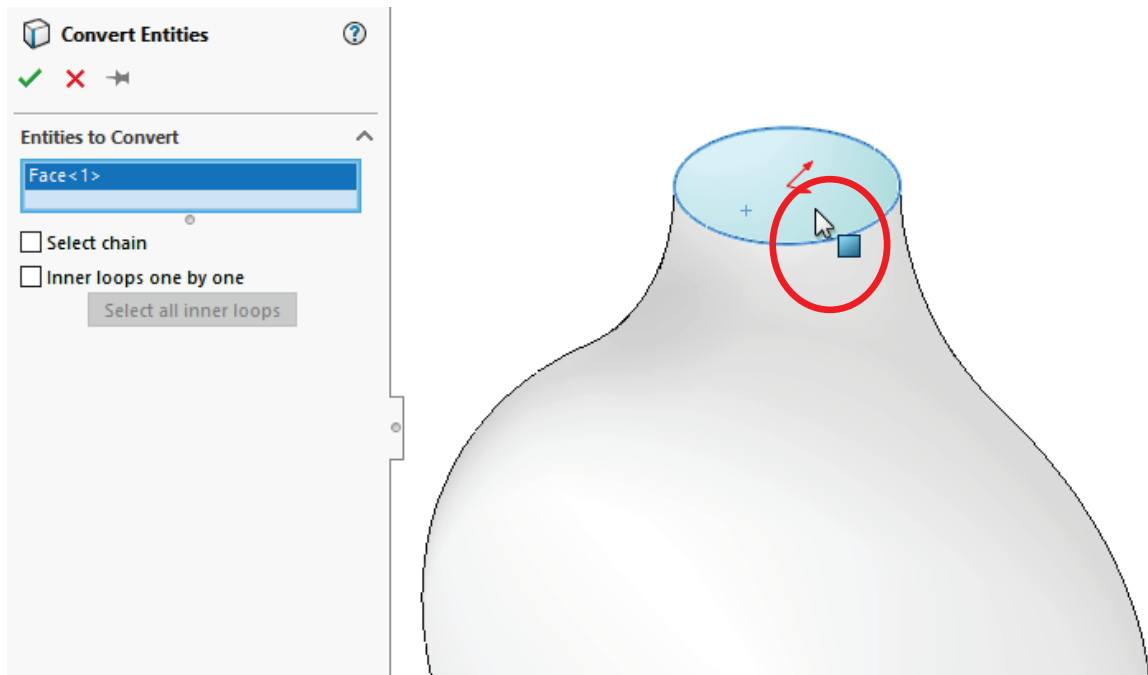 Convert Entities
Entities to Convert
Face<1>
Select chain
Inner loops one by one
Select all inner loops